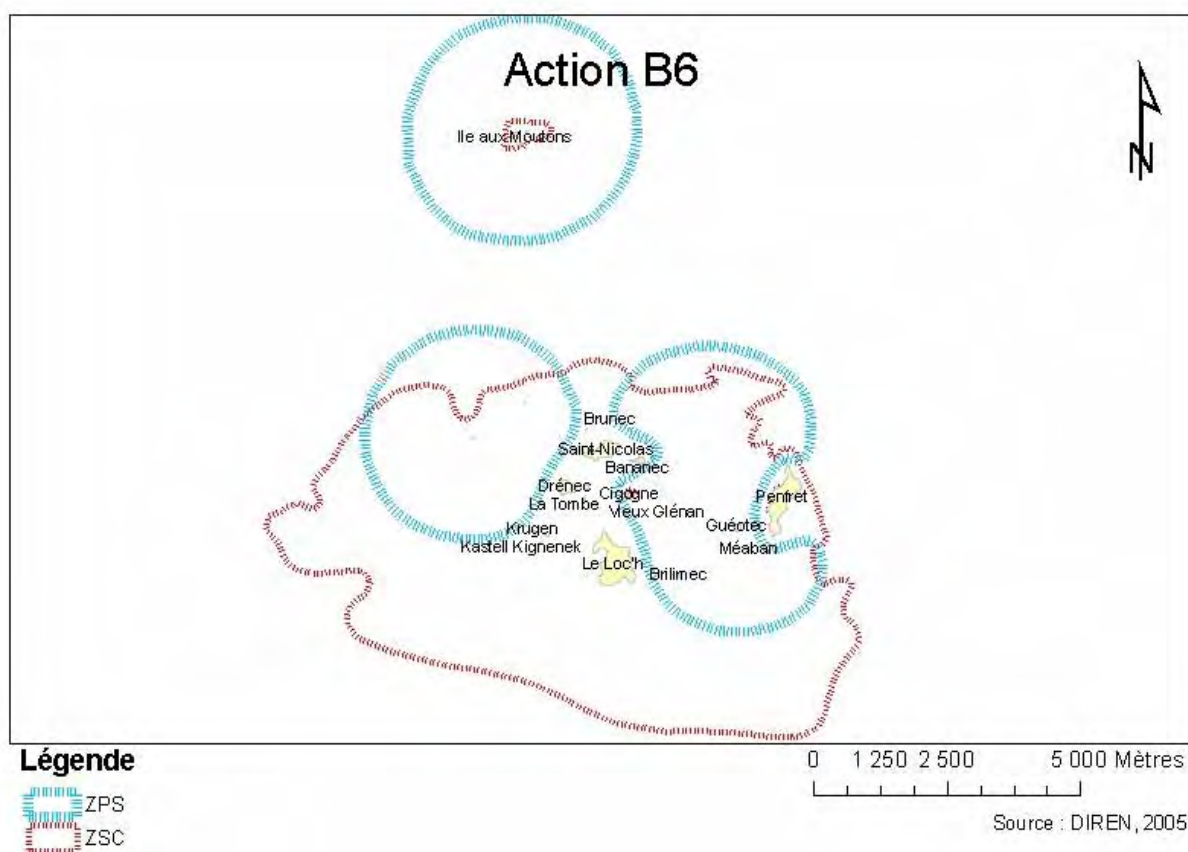 Action B6
Ile aux Moutons
N
Brunec
Saint-Nicolas
Bananec
Drénec
Cigogne
Penfret
La Tombe
Vieux Glénan
Guéotec
Krugen
Kastell Kignenek
Méaban
Le Loc'h
Brilimec
Légende
ZPS
ZSC
0 1 250 2 500 5 000 Mètres
Source : DIREN, 2005